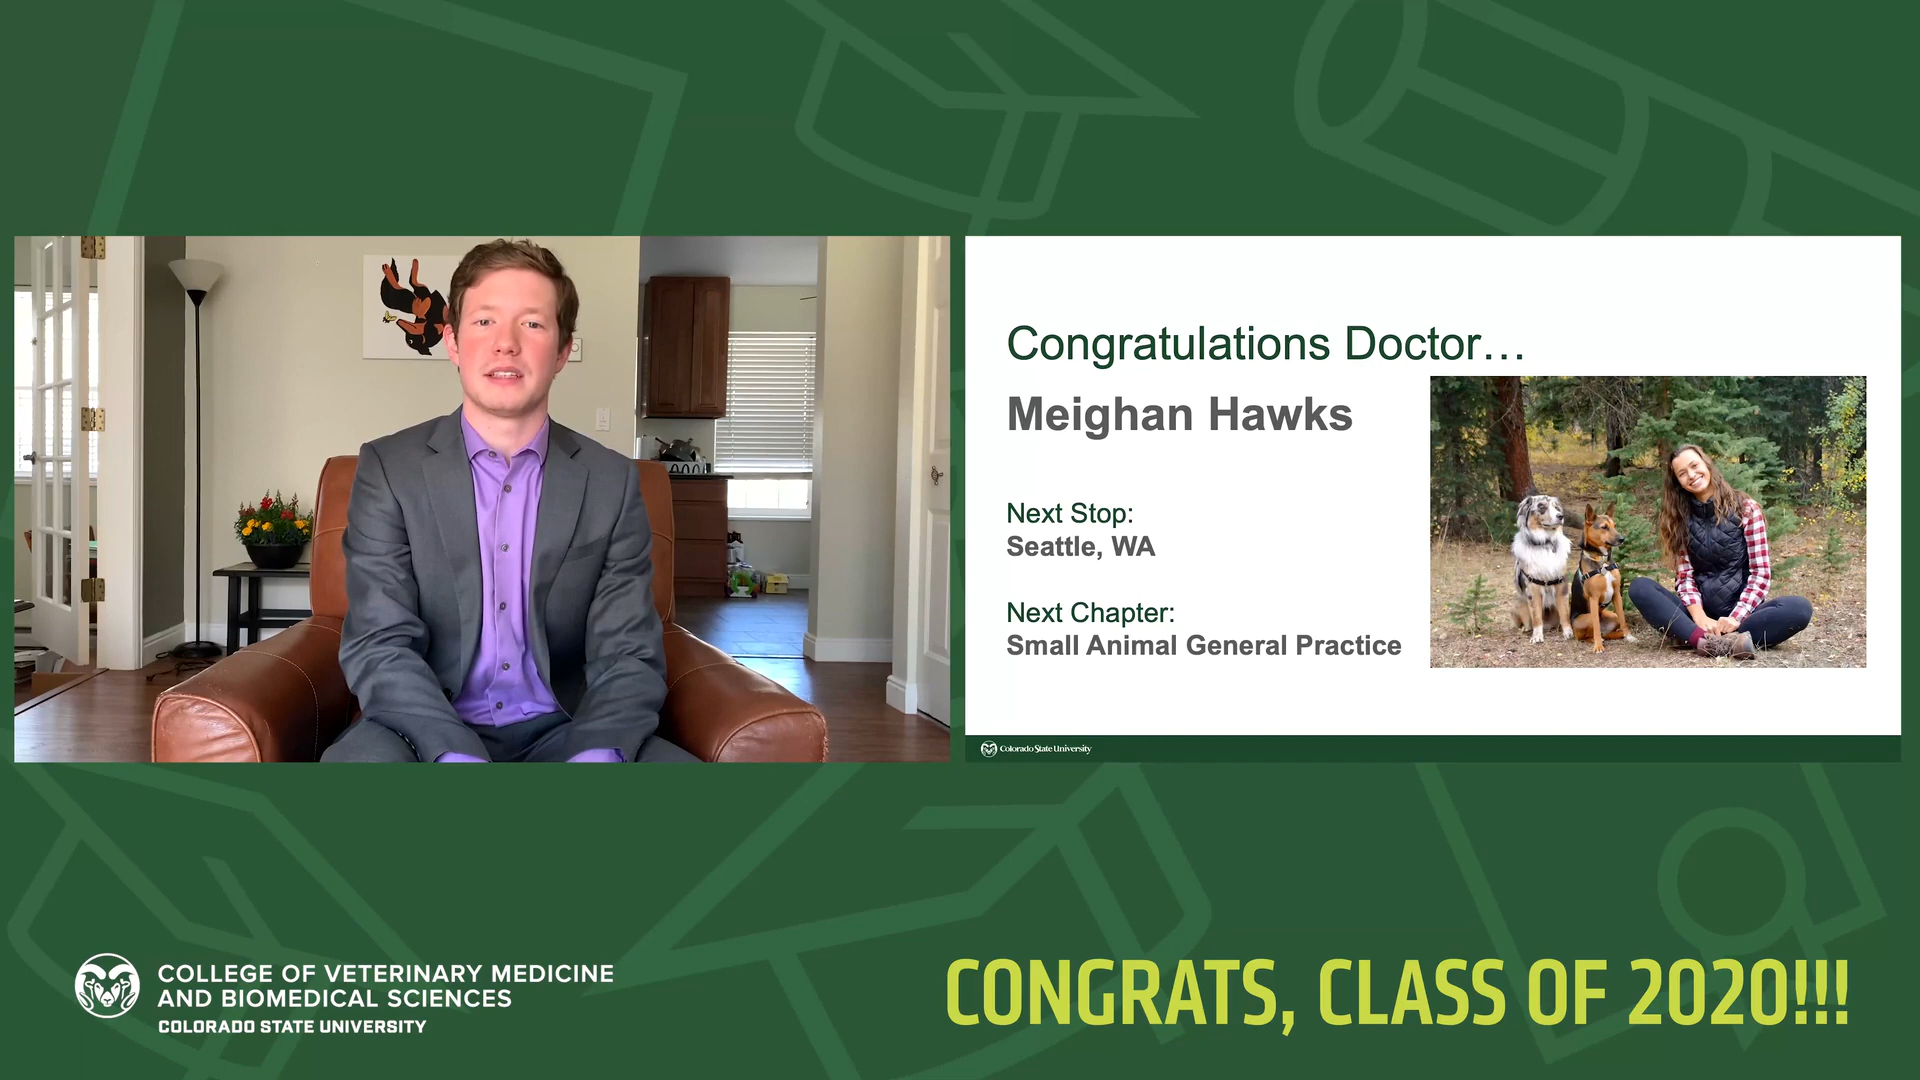 Congratulations Doctor…
Meighan Hawks
Next Stop:
Seattle, WA
Next Chapter:
Small Animal General Practice
Colorado State University
COLLEGE OF VETERINARY MEDICINE
AND BIOMEDICAL SCIENCES
COLORADO STATE UNIVERSITY
CONGRATS, CLASS OF 2020!!!